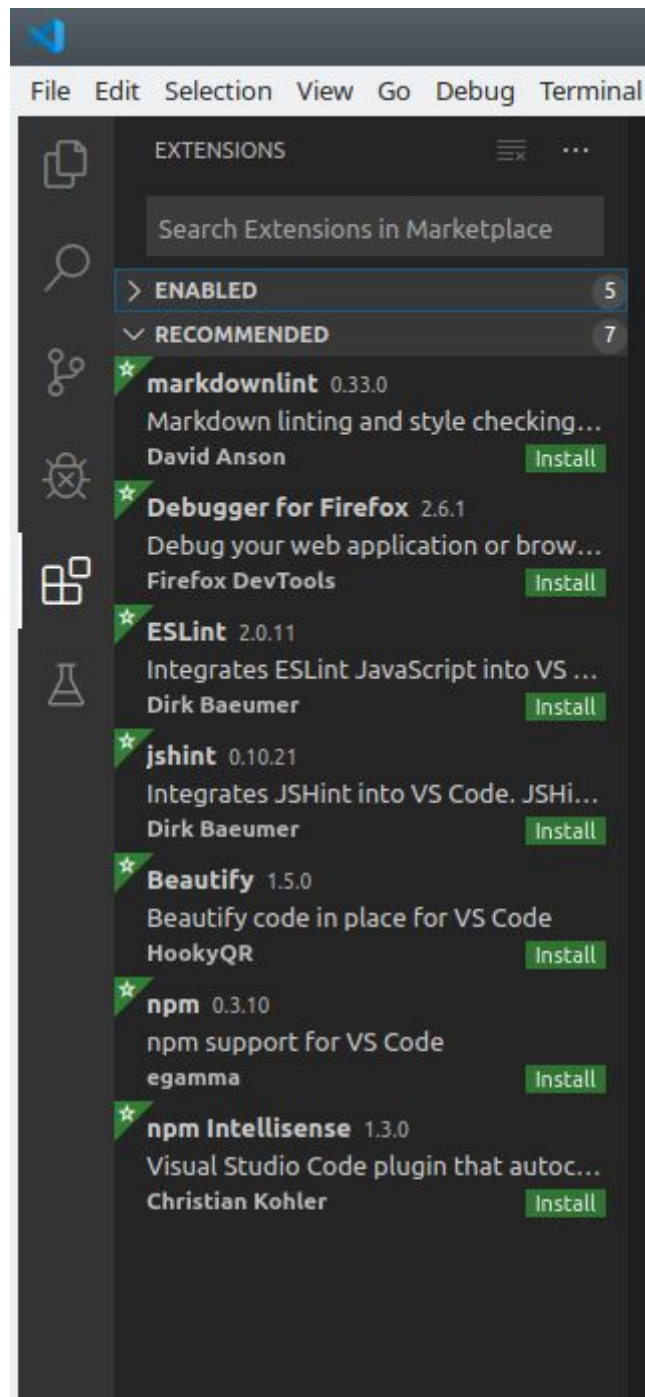 File Edit Selection View Go Debug Terminal
EXTENSIONS
Search Extensions in Marketplace
ENABLED 5
RECOMMENDED 7
markdownlint 0.33.0
Markdown linting and style checking...
David Anson Install
Debugger for Firefox 2.6.1
Debug your web application or brow...
Firefox DevTools Install
ESLint 2.0.11
Integrates ESLint JavaScript into VS ...
Dirk Baeumer Install
jshint 0.10.21
Integrates JSHint into VS Code. JSHi...
Dirk Baeumer Install
Beautify 1.5.0
Beautify code in place for VS Code
HookyQR Install
npm 0.3.10
npm support for VS Code
egamma Install
npm Intellisense 1.3.0
Visual Studio Code plugin that autoc...
Christian Kohler Install